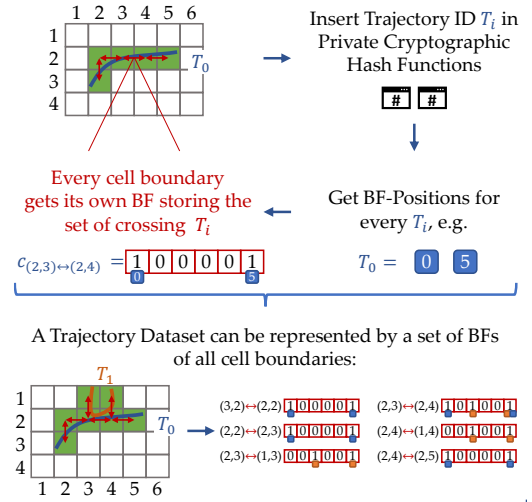 1 2 3 4 5 6
1
2
3
4
T₀
Insert Trajectory ID Tᵢ in
Private Cryptographic
Hash Functions
# #
Every cell boundary
gets its own BF storing the
set of crossing Tᵢ
Get BF-Positions for
every Tᵢ, e.g.
c(2,3)↔(2,4) = 1 0 0 0 0 1
0 5
T₀ = 0 5
A Trajectory Dataset can be represented by a set of BFs
of all cell boundaries:
T₁
1
2
3
4
T₀
1 2 3 4 5 6
(3,2)↔(2,2) 1 0 0 0 0 1
(2,3)↔(2,4) 1 0 1 0 0 1
(2,2)↔(2,3) 1 0 0 0 0 1
(2,4)↔(1,4) 0 0 1 0 0 1
(2,3)↔(1,3) 0 0 1 0 0 1
(2,4)↔(2,5) 1 0 0 0 0 1